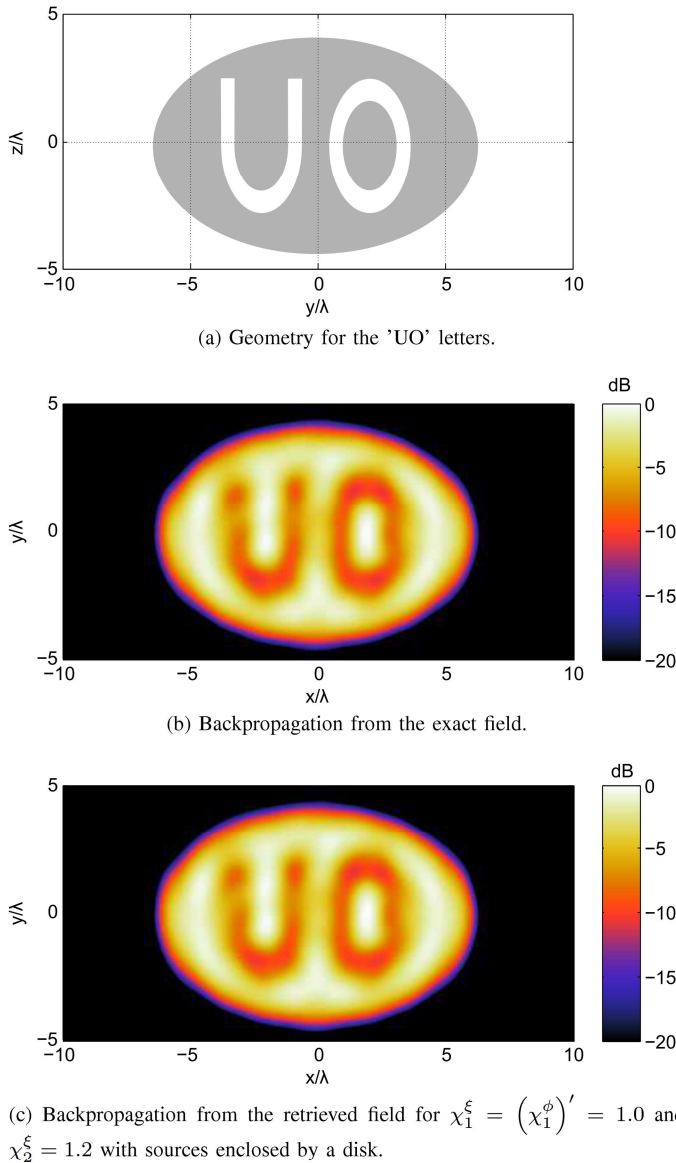 5
0
−5
z/λ
UO
−10 −5 0 5 10
y/λ
(a) Geometry for the 'UO' letters.
dB
5
0
−5
y/λ
UO
0
−5
−10
−15
−20
−10 −5 0 5 10
x/λ
(b) Backpropagation from the exact field.
dB
5
0
−5
y/λ
UO
0
−5
−10
−15
−20
−10 −5 0 5 10
x/λ
(c) Backpropagation from the retrieved field for χ₁^ξ = (χ₁^ϕ)′ = 1.0 and
χ₂^ξ = 1.2 with sources enclosed by a disk.